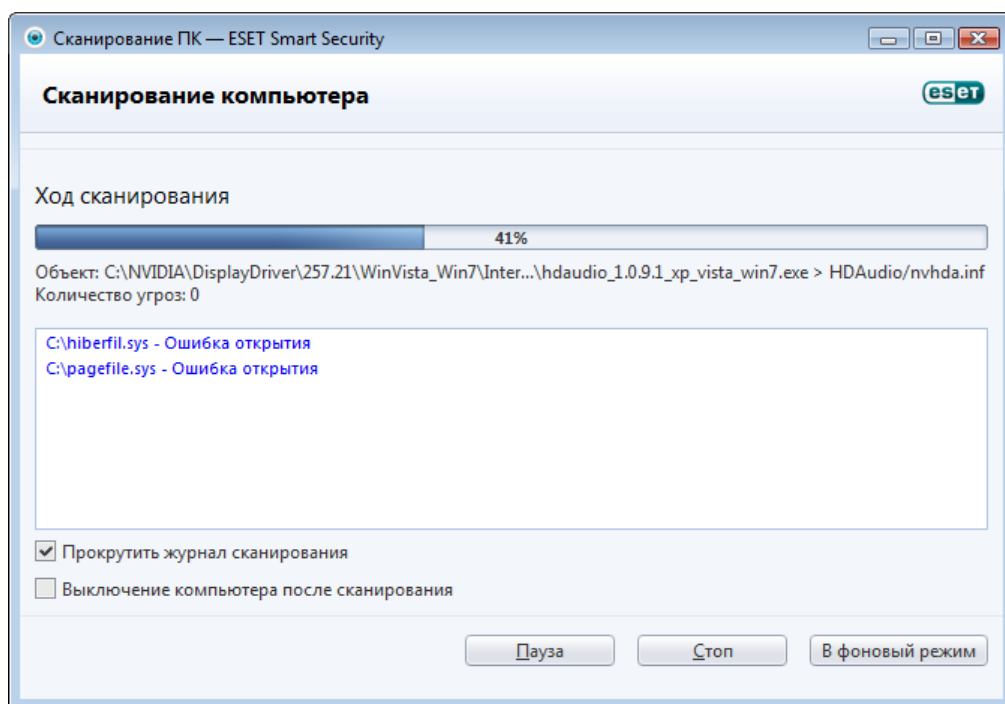 Сканирование ПК — ESET Smart Security
Сканирование компьютера
eset
Ход сканирования
41%
Объект: C:\NVIDIA\DisplayDriver\257.21\WinVista_Win7\Inter...\hdaudio_1.0.9.1_xp_vista_win7.exe > HDAudio/nvhda.inf
Количество угроз: 0
C:\hiberfil.sys - Ошибка открытия
C:\pagefile.sys - Ошибка открытия
Прокрутить журнал сканирования
Выключение компьютера после сканирования
Пауза Стоп В фоновый режим